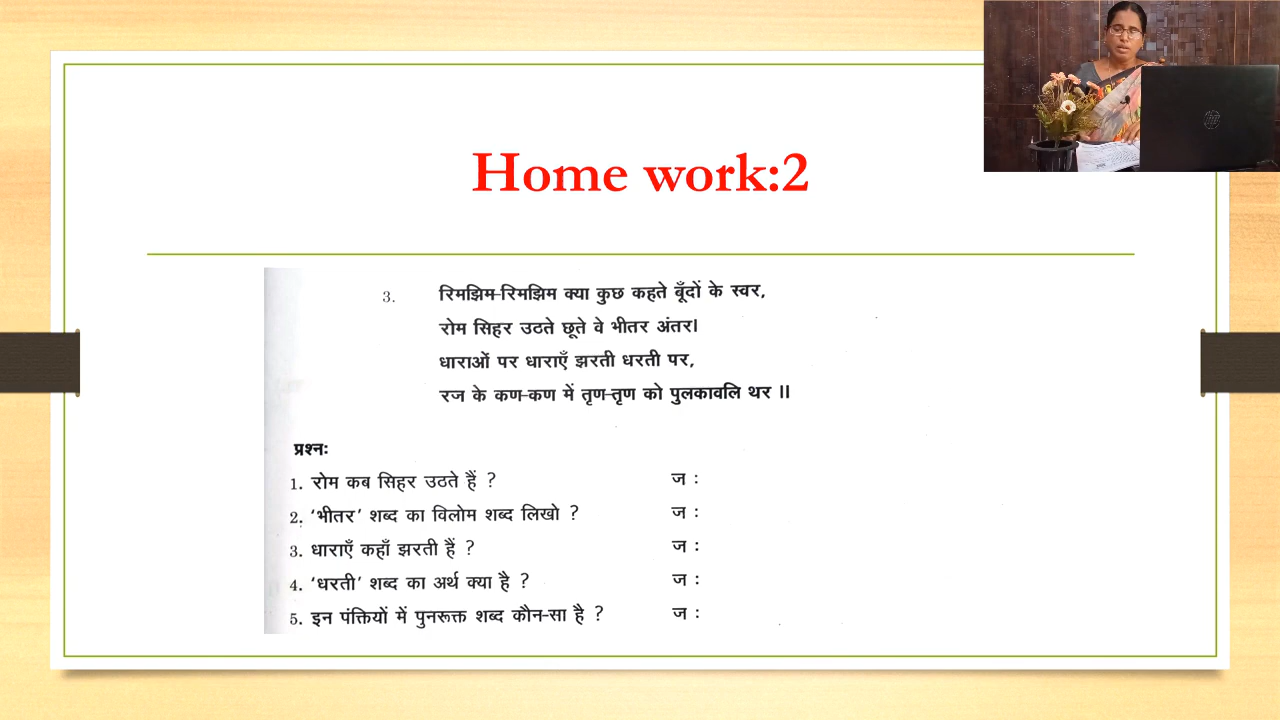 Home work:2
3. रिमझिम-रिमझिम क्या कुछ कहते बूँदों के स्वर,
रोम सिहर उठते छूते वे भीतर अंतर।
धाराओं पर धाराएँ झरती धरती पर,
रज के कण-कण में तृण-तृण को पुलकावलि थर ।।
प्रश्नः
1. रोम कब सिहर उठते हैं ? ज :
2. ‘भीतर’ शब्द का विलोम शब्द लिखो ? ज :
3. धाराएँ कहाँ झरती हैं ? ज :
4. ‘धरती’ शब्द का अर्थ क्या है ? ज :
5. इन पंक्तियों में पुनरूक्त शब्द कौन-सा है ? ज :